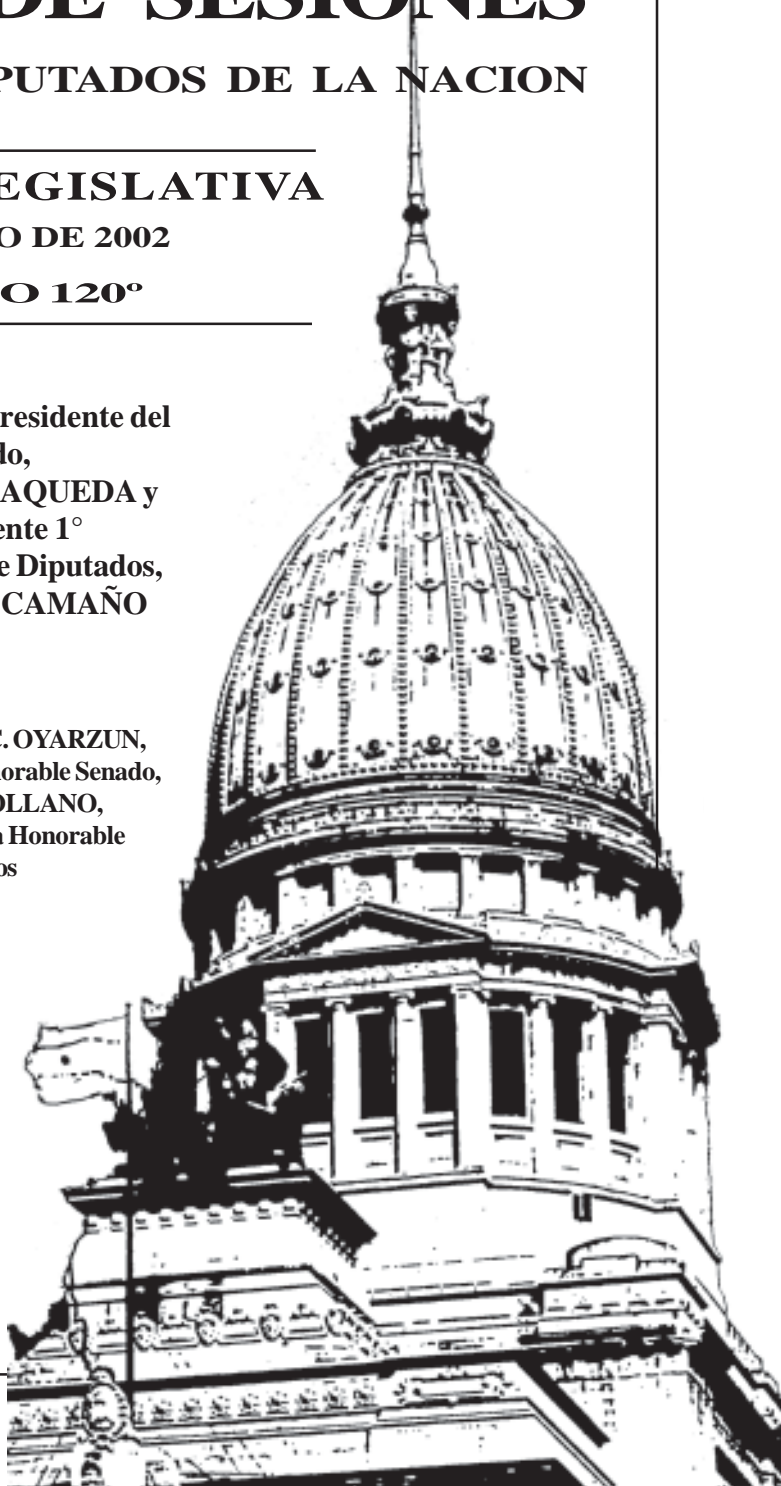 DE SESIONES
PUTADOS DE LA NACION
EGISLATIVA
O DE 2002
O 120º
residente del
do,
AQUEDA y
ente 1°
e Diputados,
CAMAÑO
C. OYARZUN,
norable Senado,
OLLANO,
a Honorable
os